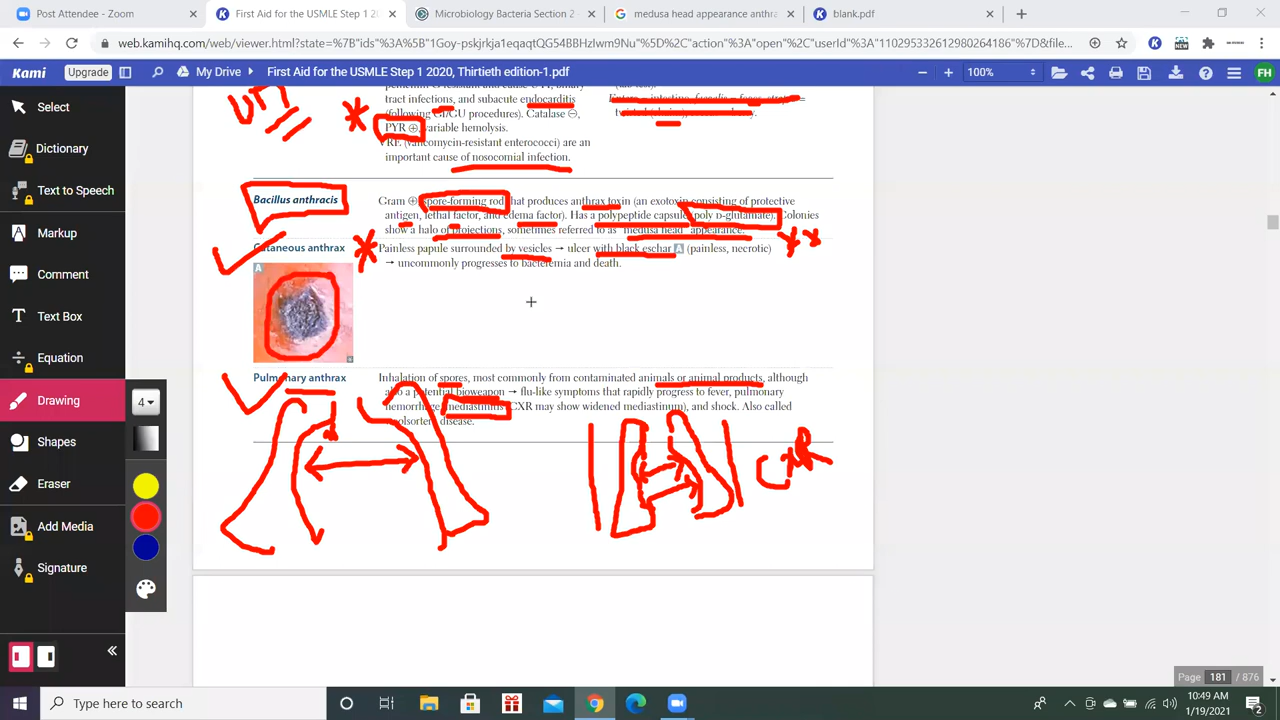 Post Attendee - Zoom
First Aid for the USMLE Step 1 2
Microbiology Bacteria Section 2
medusa head appearance anthra
blank.pdf
web.kamihq.com/web/viewer.html?state=%7B"ids"%3A%5B"1Goy-pskjrkja1eqaqtQG54BBHzIwm9Nu"%5D%2C"action"%3A"open"%2C"userId"%3A"110295332612980264186"%7D&file...
NEW
Kami
Upgrade
My Drive
First Aid for the USMLE Step 1 2020, Thirtieth edition-1.pdf
100%
FH
Select
Dictionary
Text to Speech
Markup
Comment
Text Box
Equation
Drawing
Shapes
Eraser
Add Media
Signature
4
UTI
tract infections, and subacute endocarditis
(following GI/GU procedures). Catalase ⊖,
PYR ⊕, variable hemolysis.
VRE (vancomycin-resistant enterococci) are an
important cause of nosocomial infection.
Bacillus anthracis
Gram ⊕, spore-forming rod that produces anthrax toxin (an exotoxin consisting of protective
antigen, lethal factor, and edema factor). Has a polypeptide capsule (poly D-glutamate). Colonies
show a halo of projections, sometimes referred to as "medusa head" appearance.
Cutaneous anthrax
Painless papule surrounded by vesicles → ulcer with black eschar A (painless, necrotic)
→ uncommonly progresses to bacteremia and death.
A
Pulmonary anthrax
Inhalation of spores, most commonly from contaminated animals or animal products, although
also a potential bioweapon → flu-like symptoms that rapidly progress to fever, pulmonary
hemorrhage, mediastinitis (CXR may show widened mediastinum), and shock. Also called
woolsorter's disease.
CXR
Page 181 / 876
Type here to search
10:49 AM
1/19/2021
2